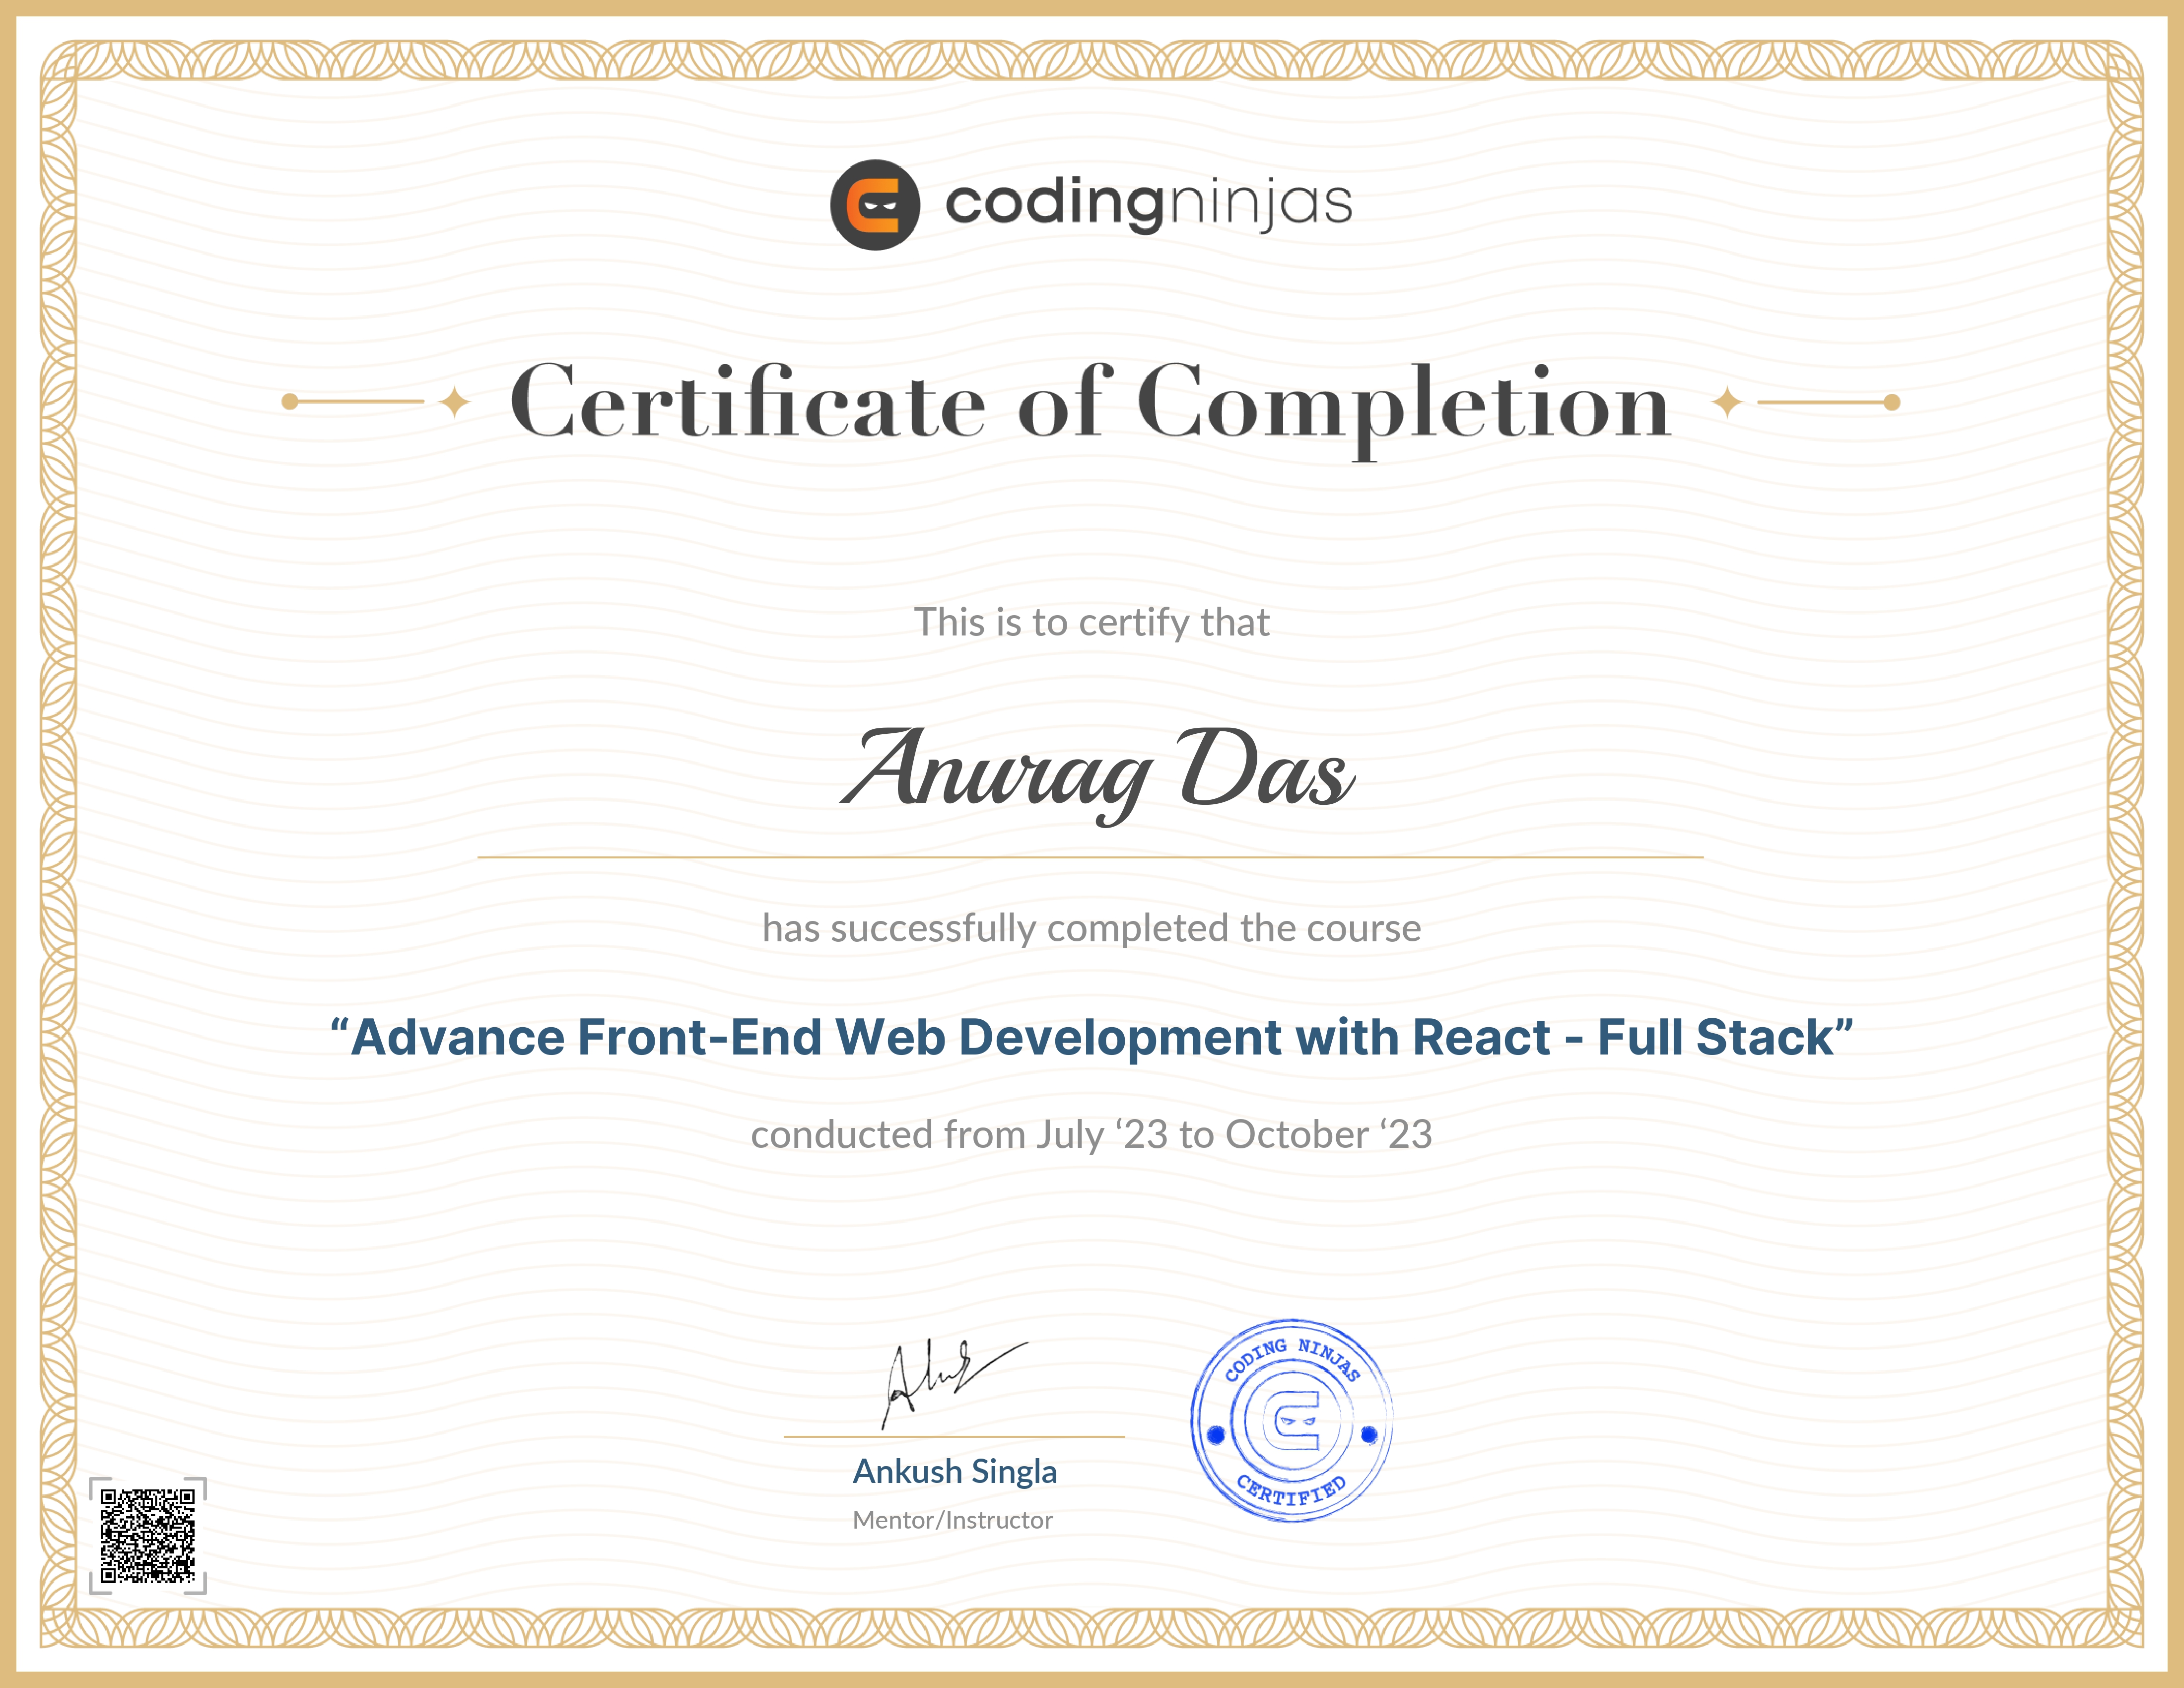 codingninjas
Certificate of Completion
This is to certify that
Anurag Das
has successfully completed the course
“Advance Front-End Web Development with React - Full Stack”
conducted from July ‘23 to October ‘23
Ankush Singla
Mentor/Instructor
CODING NINJAS
CERTIFIED